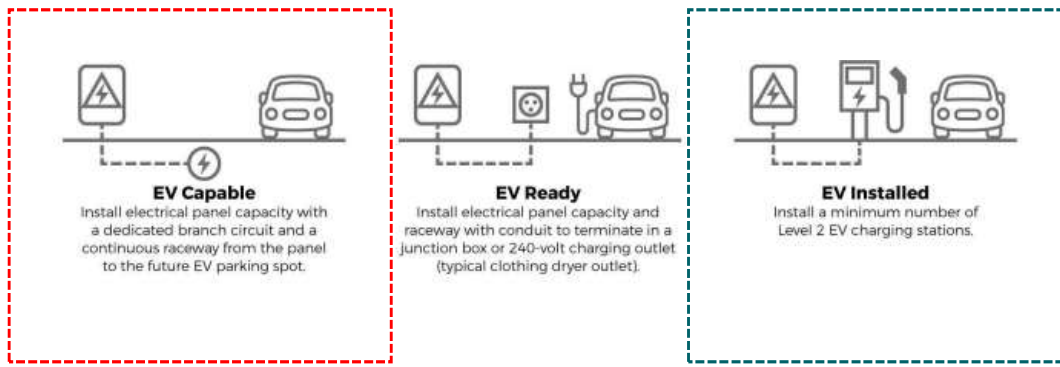 EV Capable
Install electrical panel capacity with
a dedicated branch circuit and a
continuous raceway from the panel
to the future EV parking spot.
EV Ready
Install electrical panel capacity and
raceway with conduit to terminate in a
junction box or 240-volt charging outlet
(typical clothing dryer outlet).
EV Installed
Install a minimum number of
Level 2 EV charging stations.